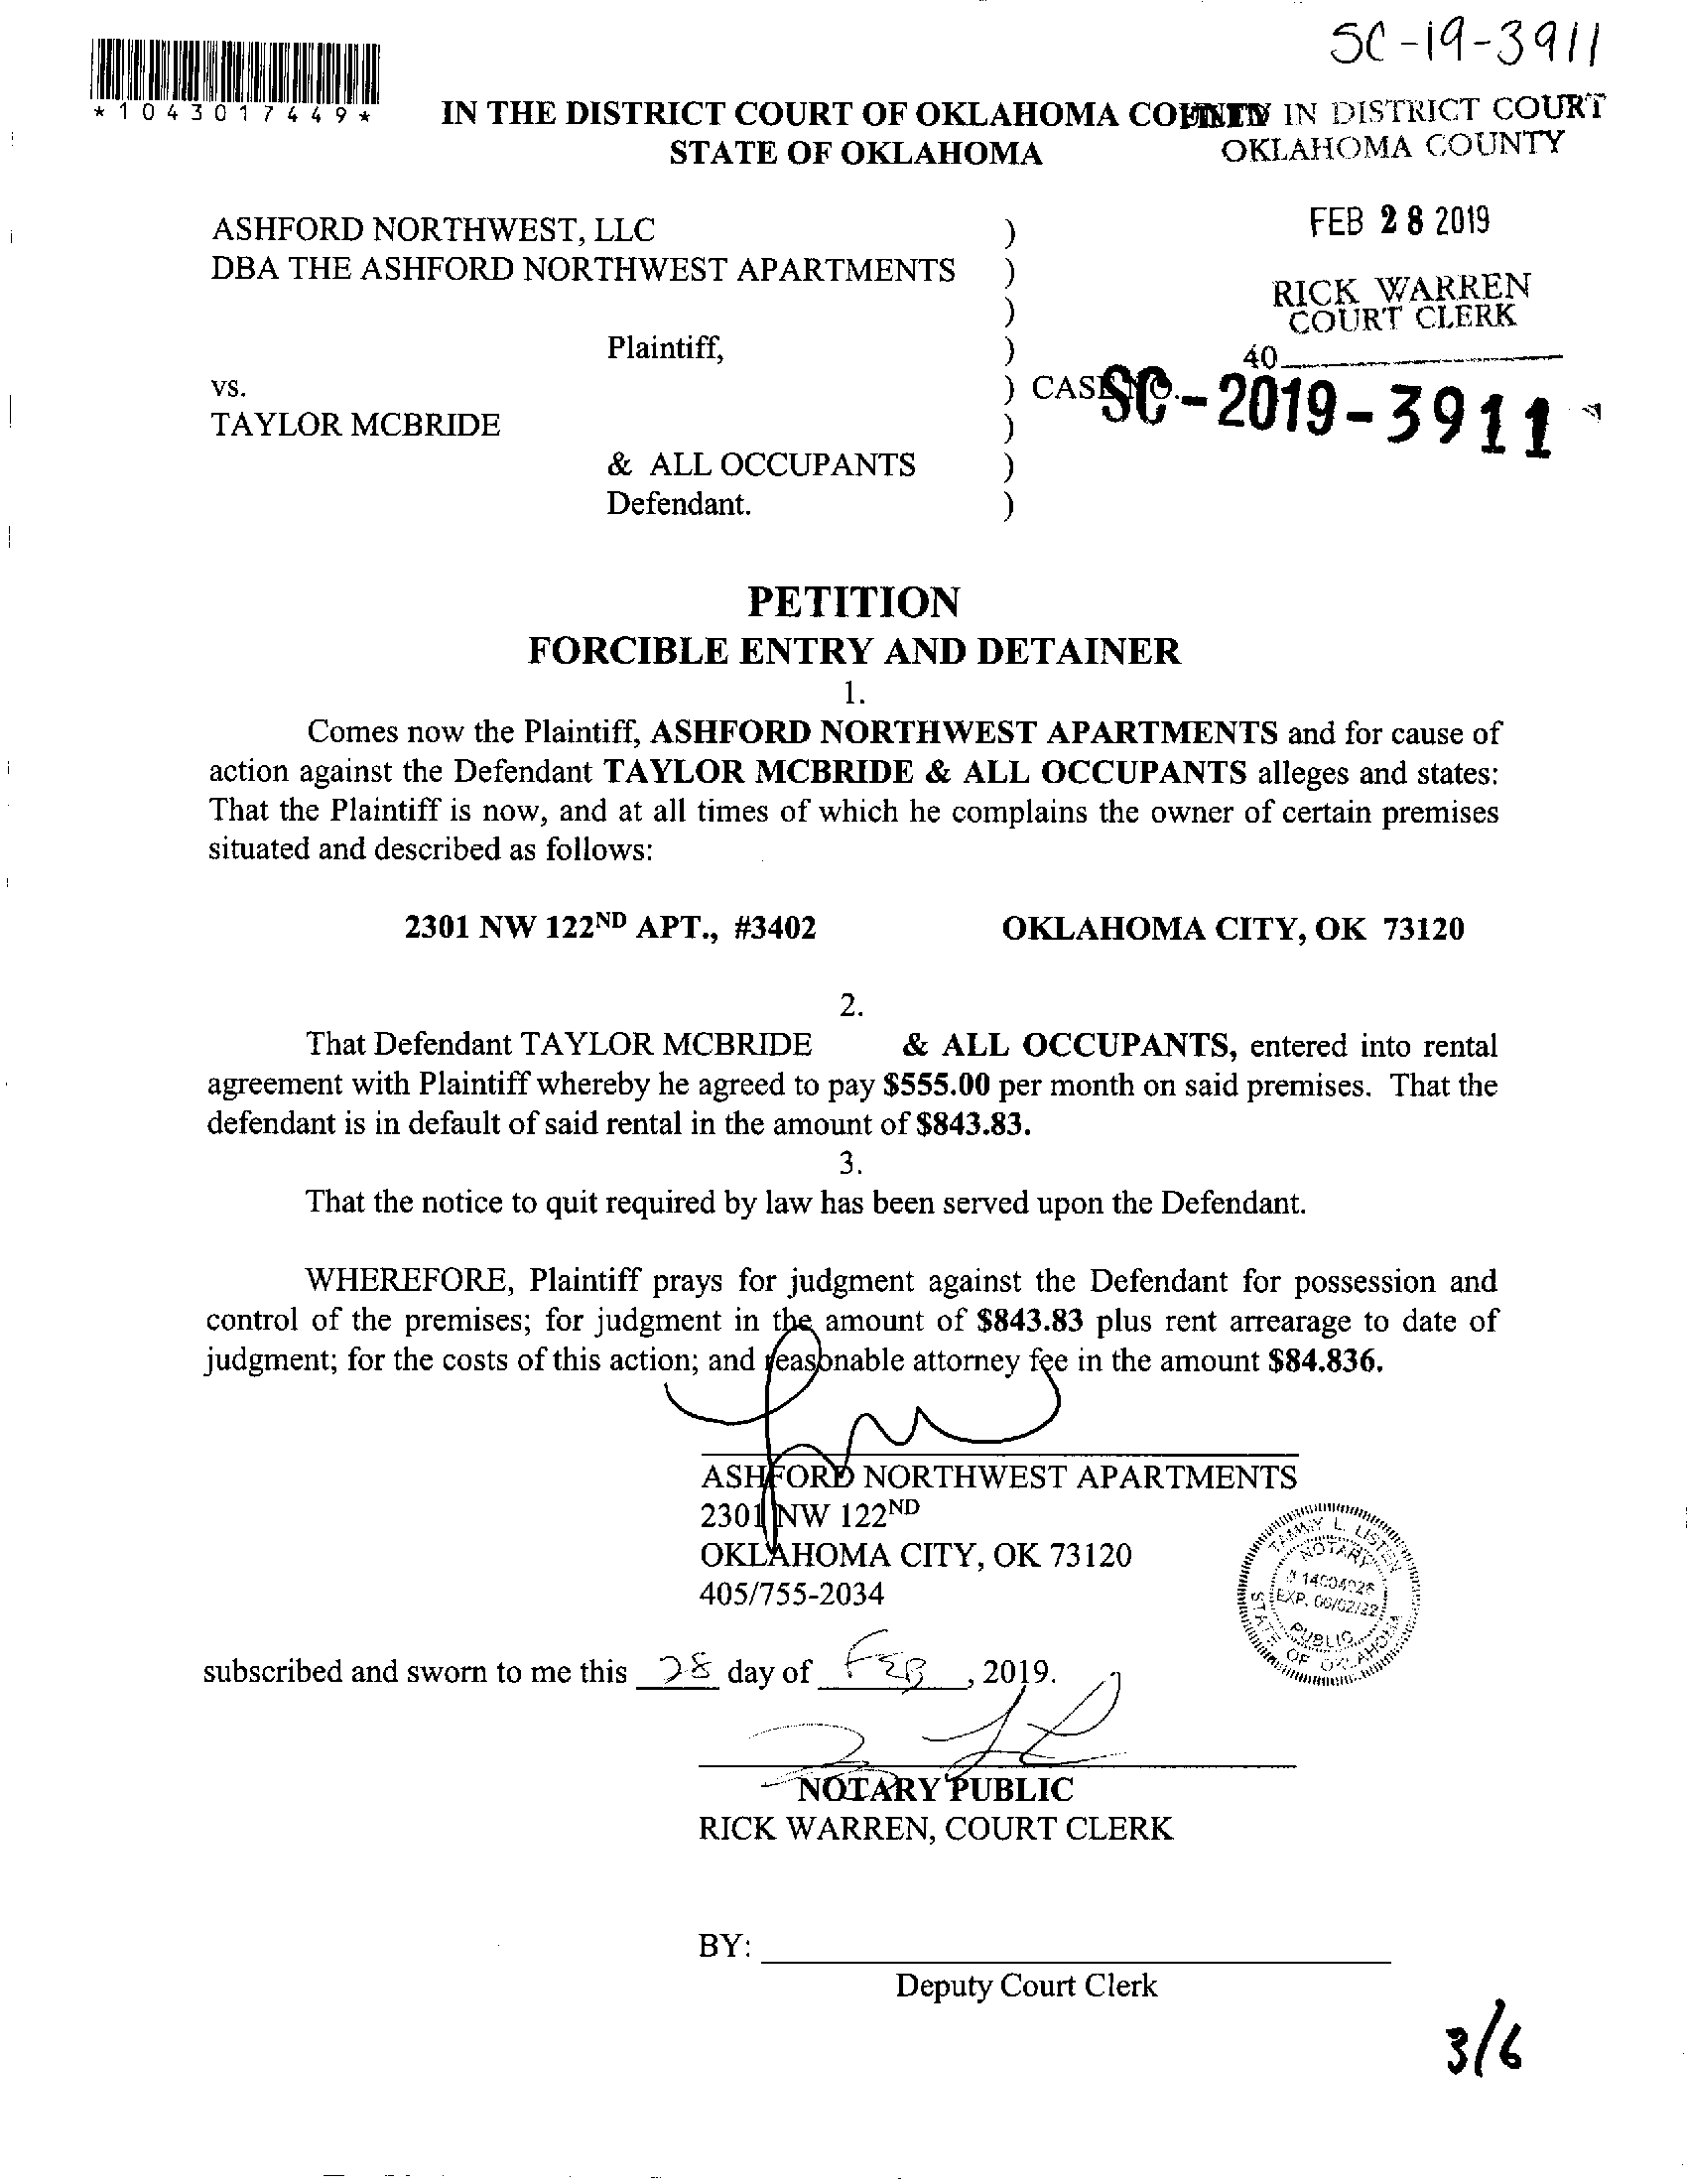 SC-19-3911
*1043017449*
IN THE DISTRICT COURT OF OKLAHOMA COUNTY
STATE OF OKLAHOMA
FILED IN DISTRICT COURT
OKLAHOMA COUNTY
FEB 28 2019
RICK WARREN
COURT CLERK
40
ASHFORD NORTHWEST, LLC )
DBA THE ASHFORD NORTHWEST APARTMENTS )
)
Plaintiff, )
vs. ) CASE NO. SC-2019-3911
TAYLOR MCBRIDE )
& ALL OCCUPANTS )
Defendant. )
PETITION
FORCIBLE ENTRY AND DETAINER
1.
Comes now the Plaintiff, ASHFORD NORTHWEST APARTMENTS and for cause of
action against the Defendant TAYLOR MCBRIDE & ALL OCCUPANTS alleges and states:
That the Plaintiff is now, and at all times of which he complains the owner of certain premises
situated and described as follows:
2301 NW 122ND APT., #3402 OKLAHOMA CITY, OK 73120
2.
That Defendant TAYLOR MCBRIDE & ALL OCCUPANTS, entered into rental
agreement with Plaintiff whereby he agreed to pay $555.00 per month on said premises. That the
defendant is in default of said rental in the amount of $843.83.
3.
That the notice to quit required by law has been served upon the Defendant.
WHEREFORE, Plaintiff prays for judgment against the Defendant for possession and
control of the premises; for judgment in the amount of $843.83 plus rent arrearage to date of
judgment; for the costs of this action; and reasonable attorney fee in the amount $84.836.
ASHFORD NORTHWEST APARTMENTS
2301 NW 122ND
OKLAHOMA CITY, OK 73120
405/755-2034
TAMMY L. LISTEN
NOTARY
EXP. 06/02/22
PUBLIC
STATE OF OKLAHOMA
subscribed and sworn to me this 28 day of FEB, 2019.
NOTARY PUBLIC
RICK WARREN, COURT CLERK
BY:
Deputy Court Clerk
3/6